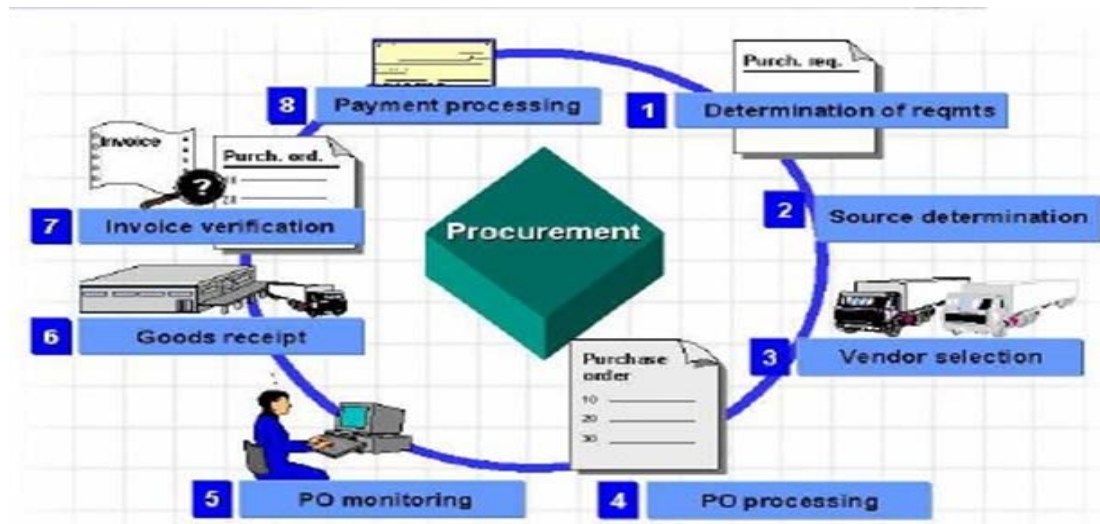 Purch. req.
1 Determination of reqmts
2 Source determination
3 Vendor selection
Purchase
order
10
20
30
4 PO processing
5 PO monitoring
6 Goods receipt
Invoice
Purch. ord.
?
7 Invoice verification
8 Payment processing
Procurement